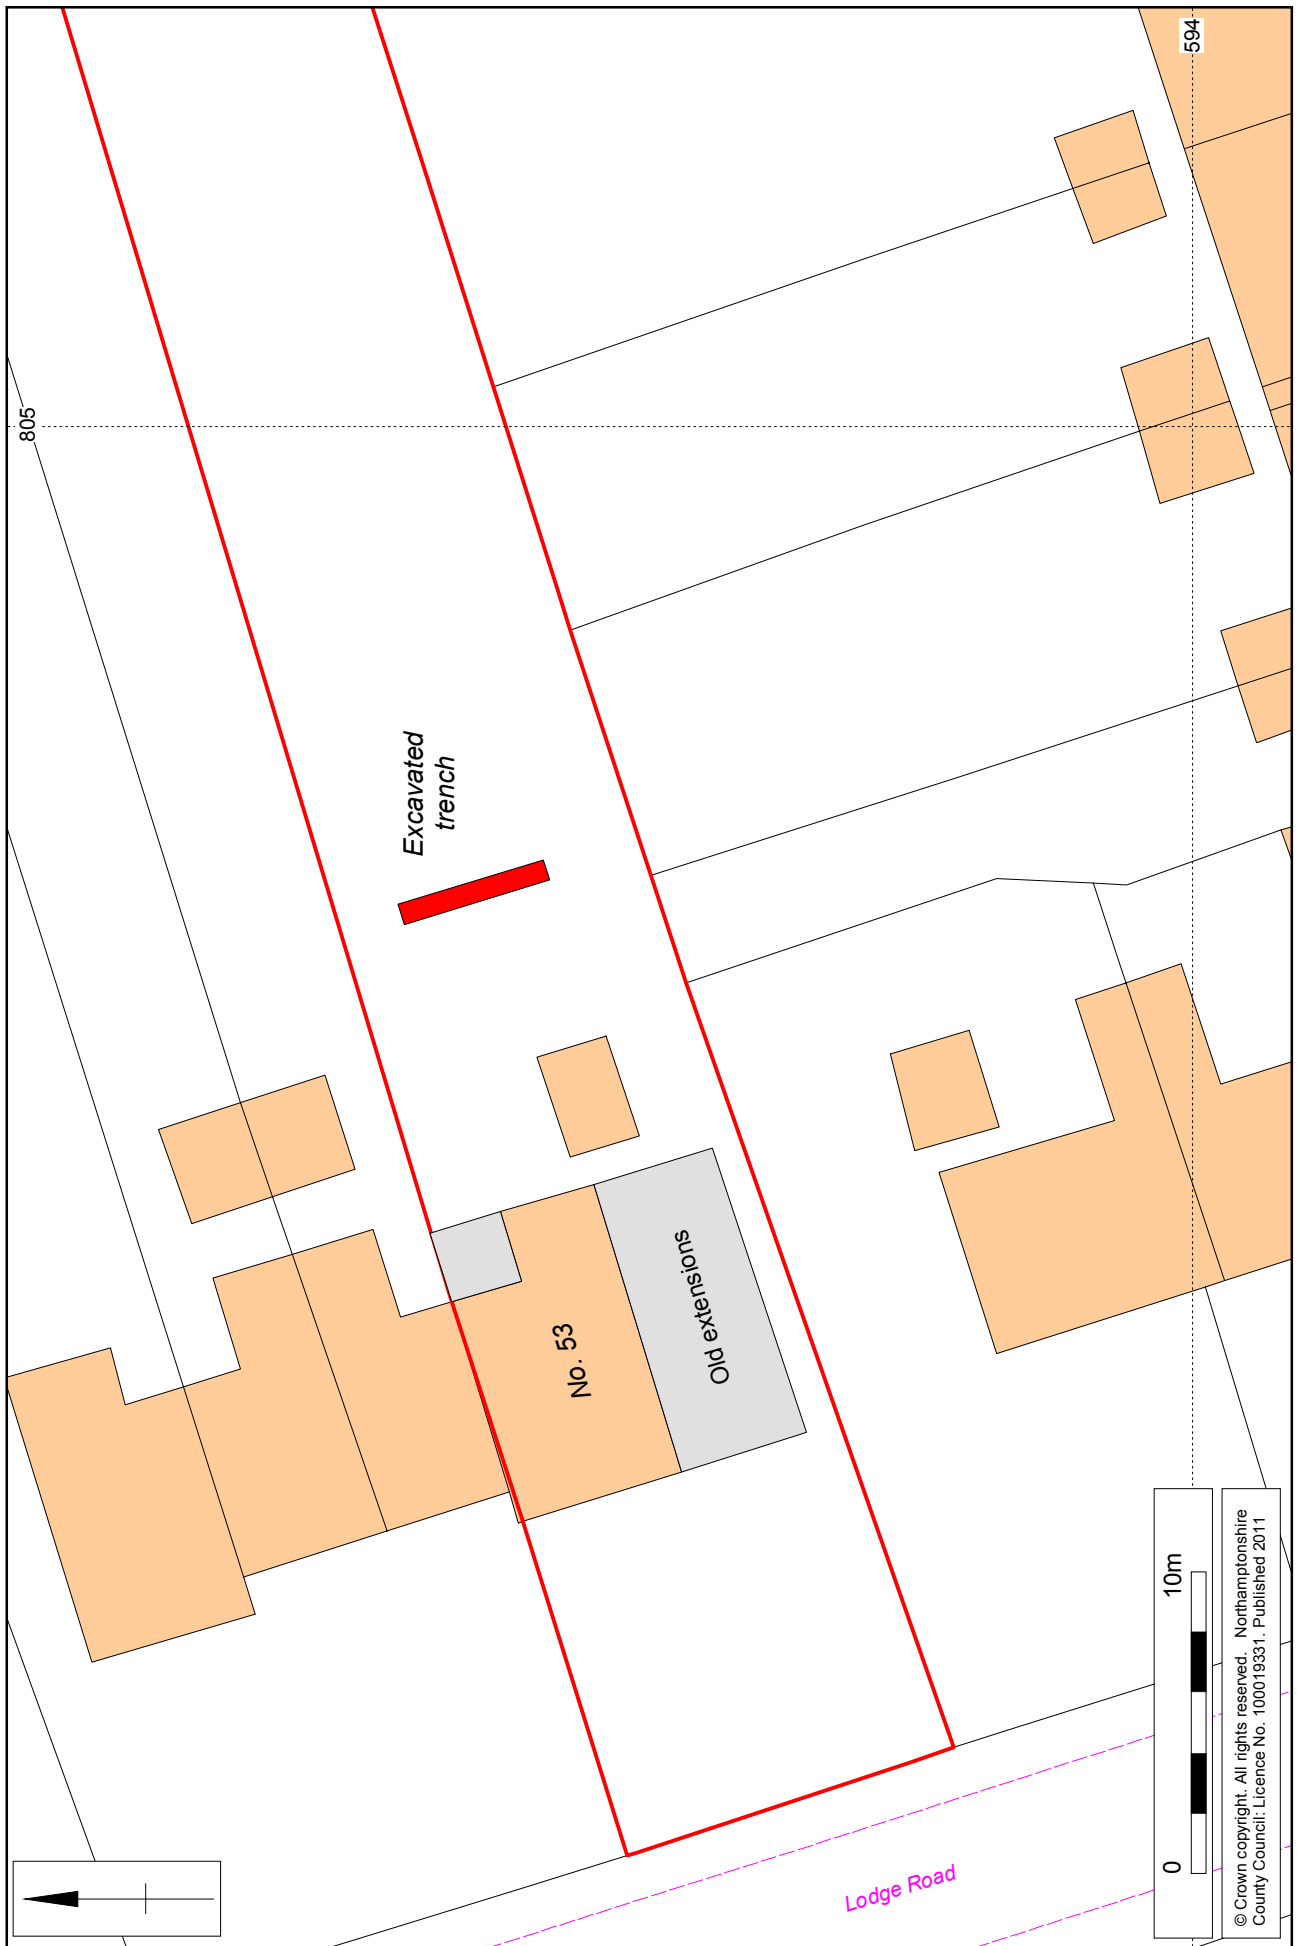 805
594
Excavated
trench
No. 53
Old extensions
Lodge Road
0 10m
© Crown copyright. All rights reserved. Northamptonshire
County Council: Licence No. 100019331. Published 2011